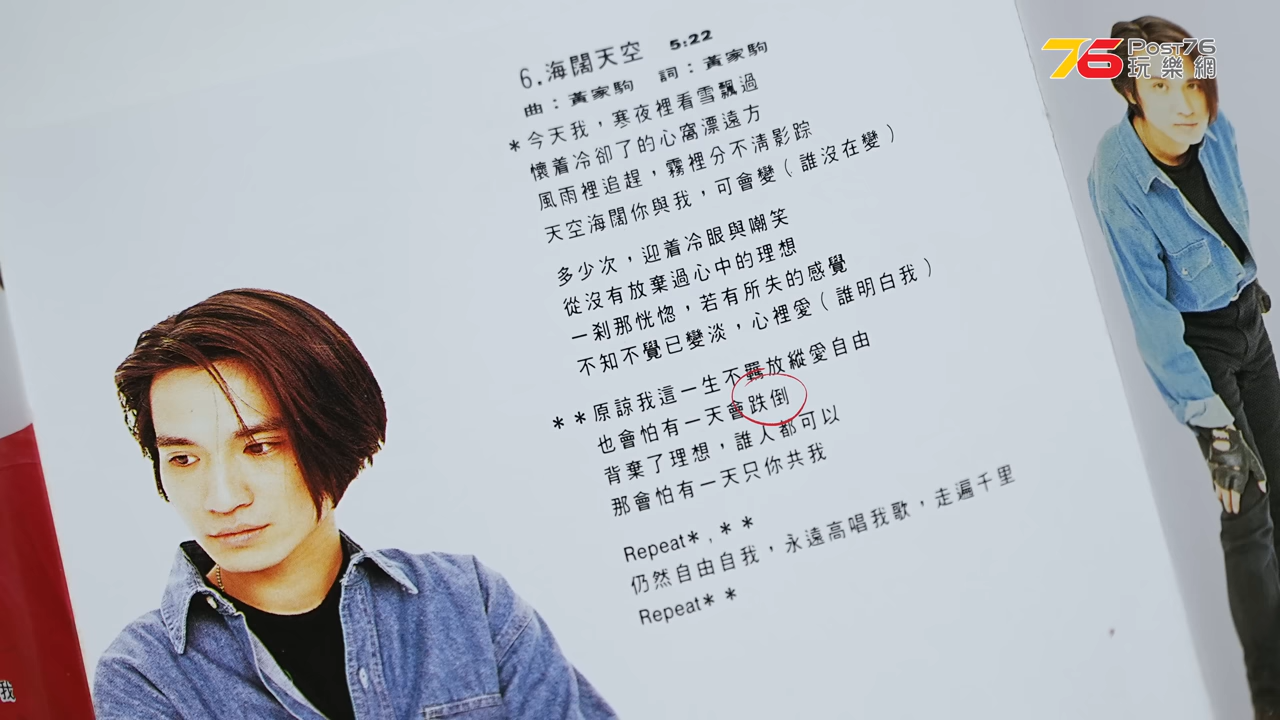 6.海闊天空 5:22
曲：黃家駒 詞：黃家駒
*今天我，寒夜裡看雪飄過
懷着冷卻了的心窩漂遠方
風雨裡追趕，霧裡分不清影踪
天空海闊你與我，可會變（誰沒在變）
多少次，迎着冷眼與嘲笑
從沒有放棄過心中的理想
一剎那恍惚，若有所失的感覺
不知不覺已變淡，心裡愛（誰明白我）
**原諒我這一生不羈放縱愛自由
也會怕有一天會跌倒
背棄了理想，誰人都可以
那會怕有一天只你共我
Repeat*,**
仍然自由自我，永遠高唱我歌，走遍千里
Repeat**
76 Post76
玩樂網
我